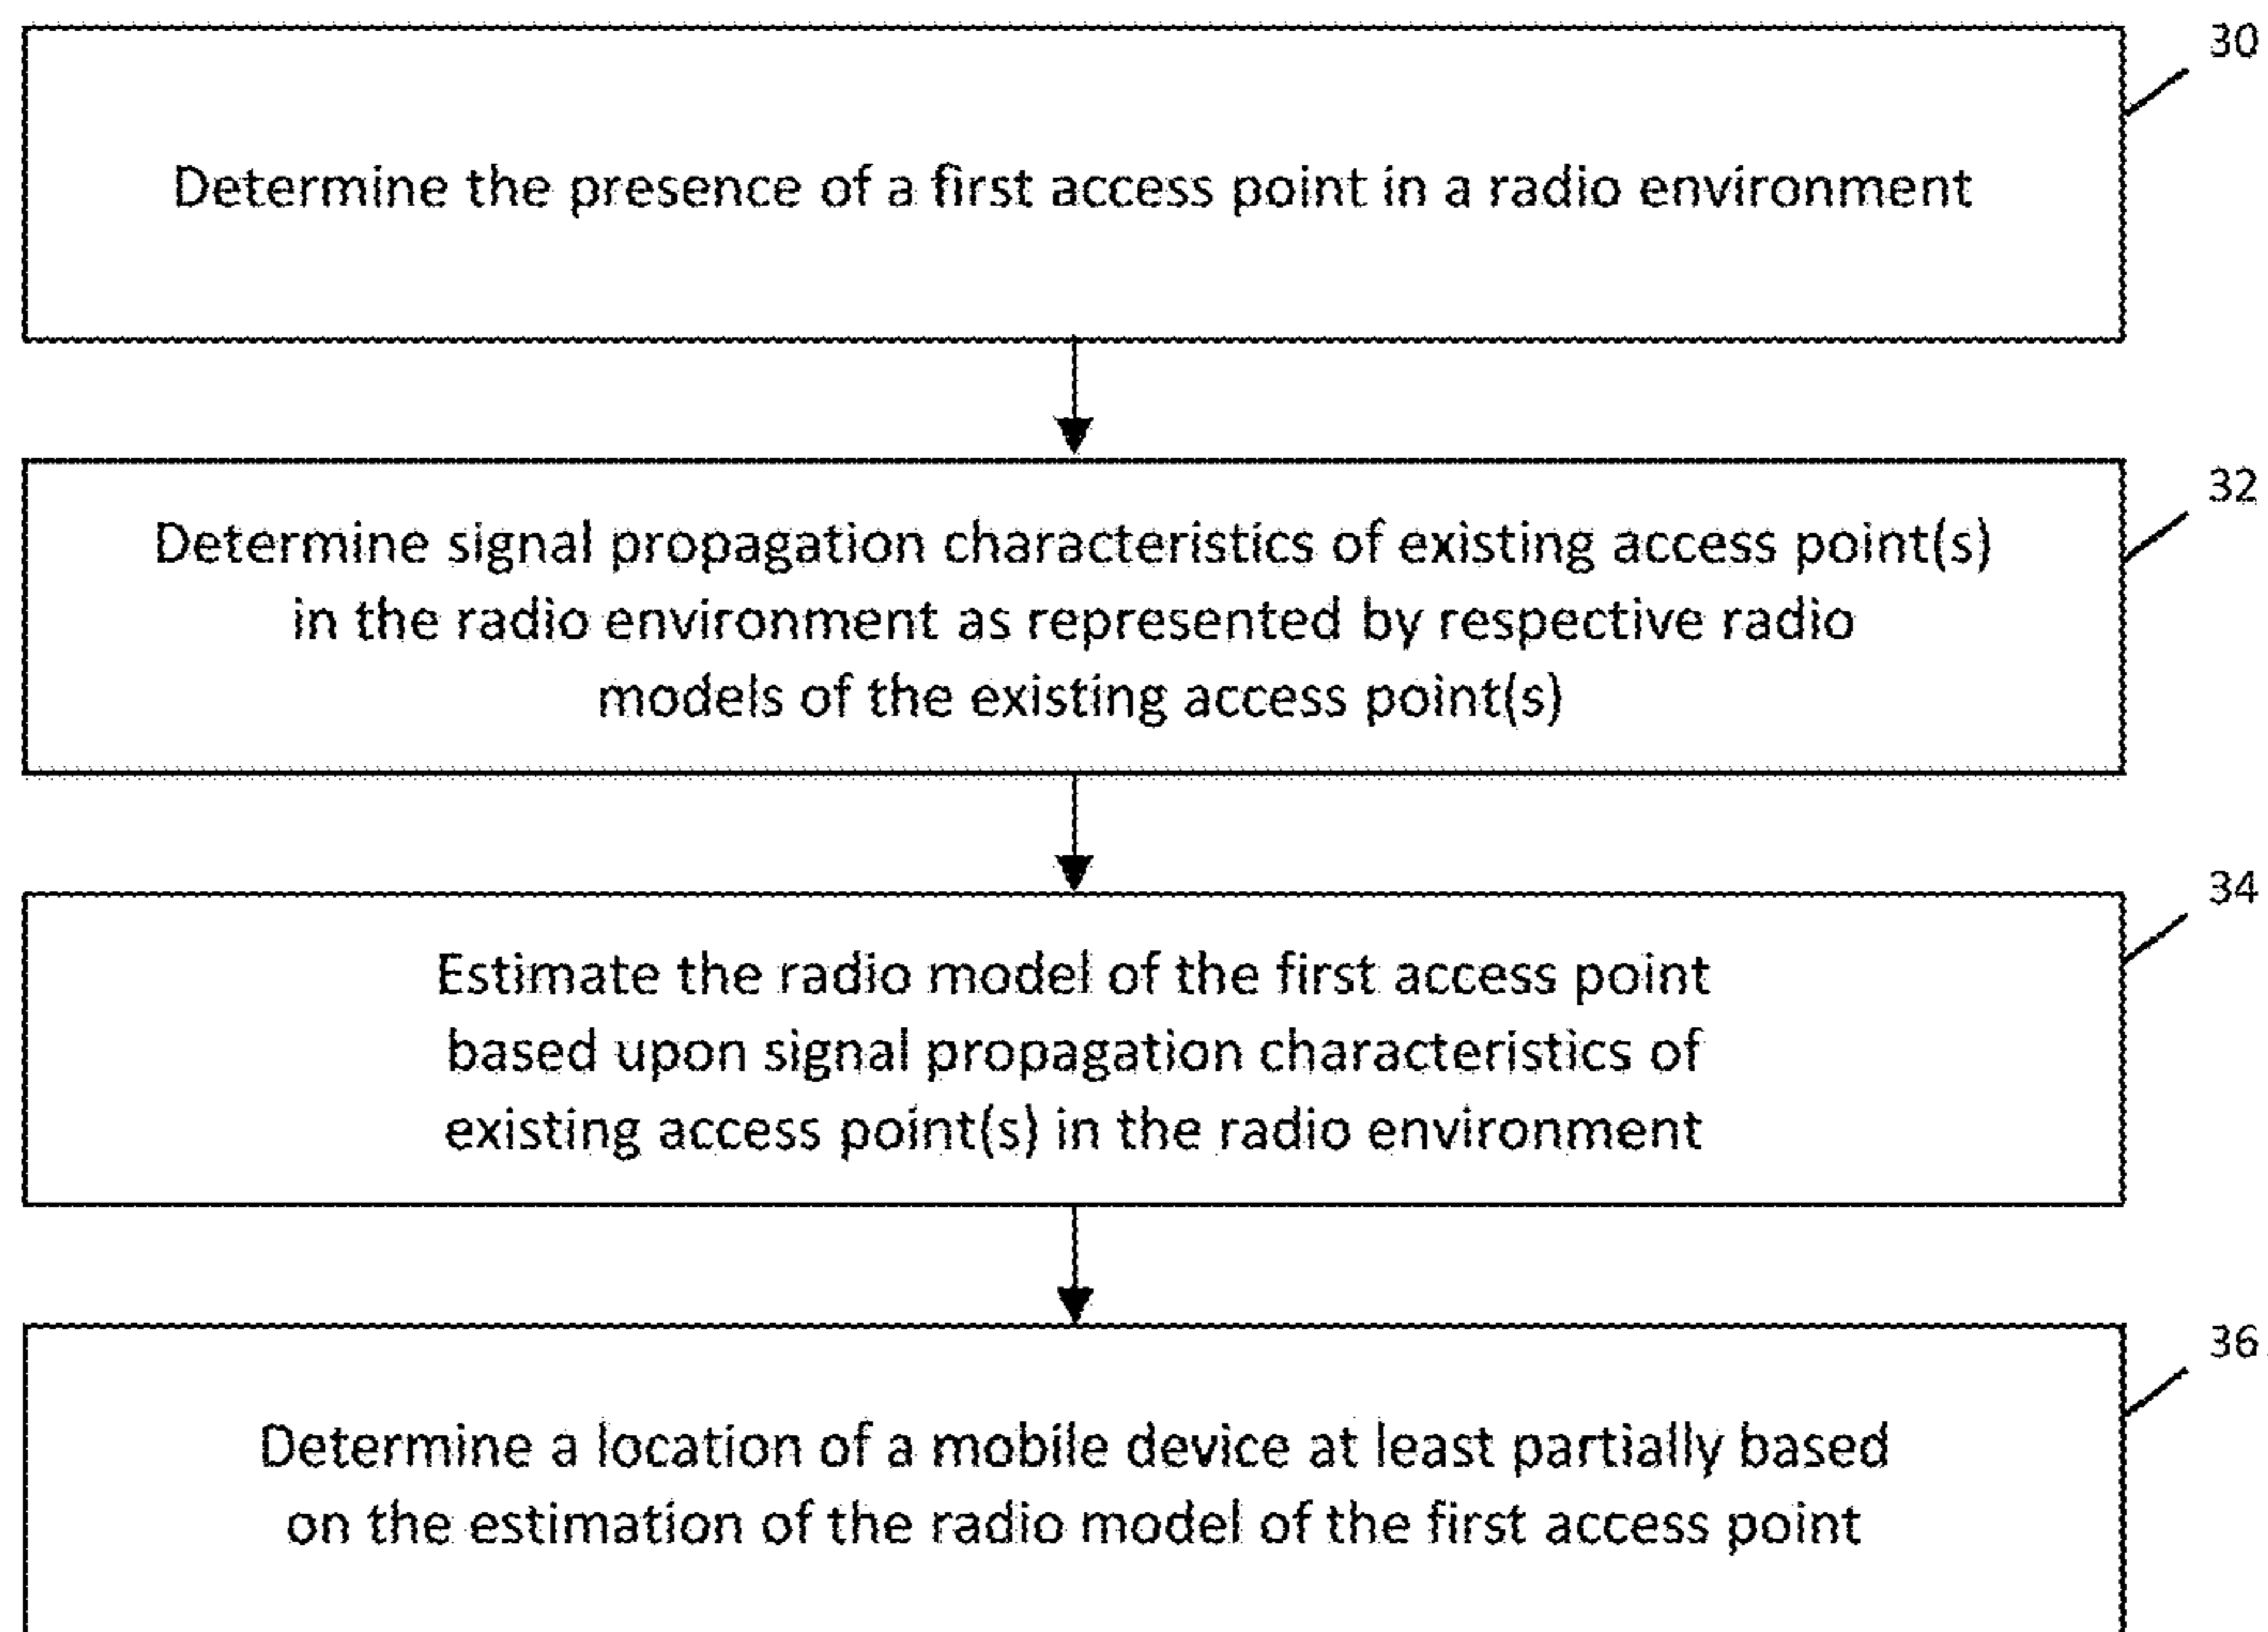 30
Determine the presence of a first access point in a radio environment
32
Determine signal propagation characteristics of existing access point(s)
in the radio environment as represented by respective radio
models of the existing access point(s)
34
Estimate the radio model of the first access point
based upon signal propagation characteristics of
existing access point(s) in the radio environment
36
Determine a location of a mobile device at least partially based
on the estimation of the radio model of the first access point